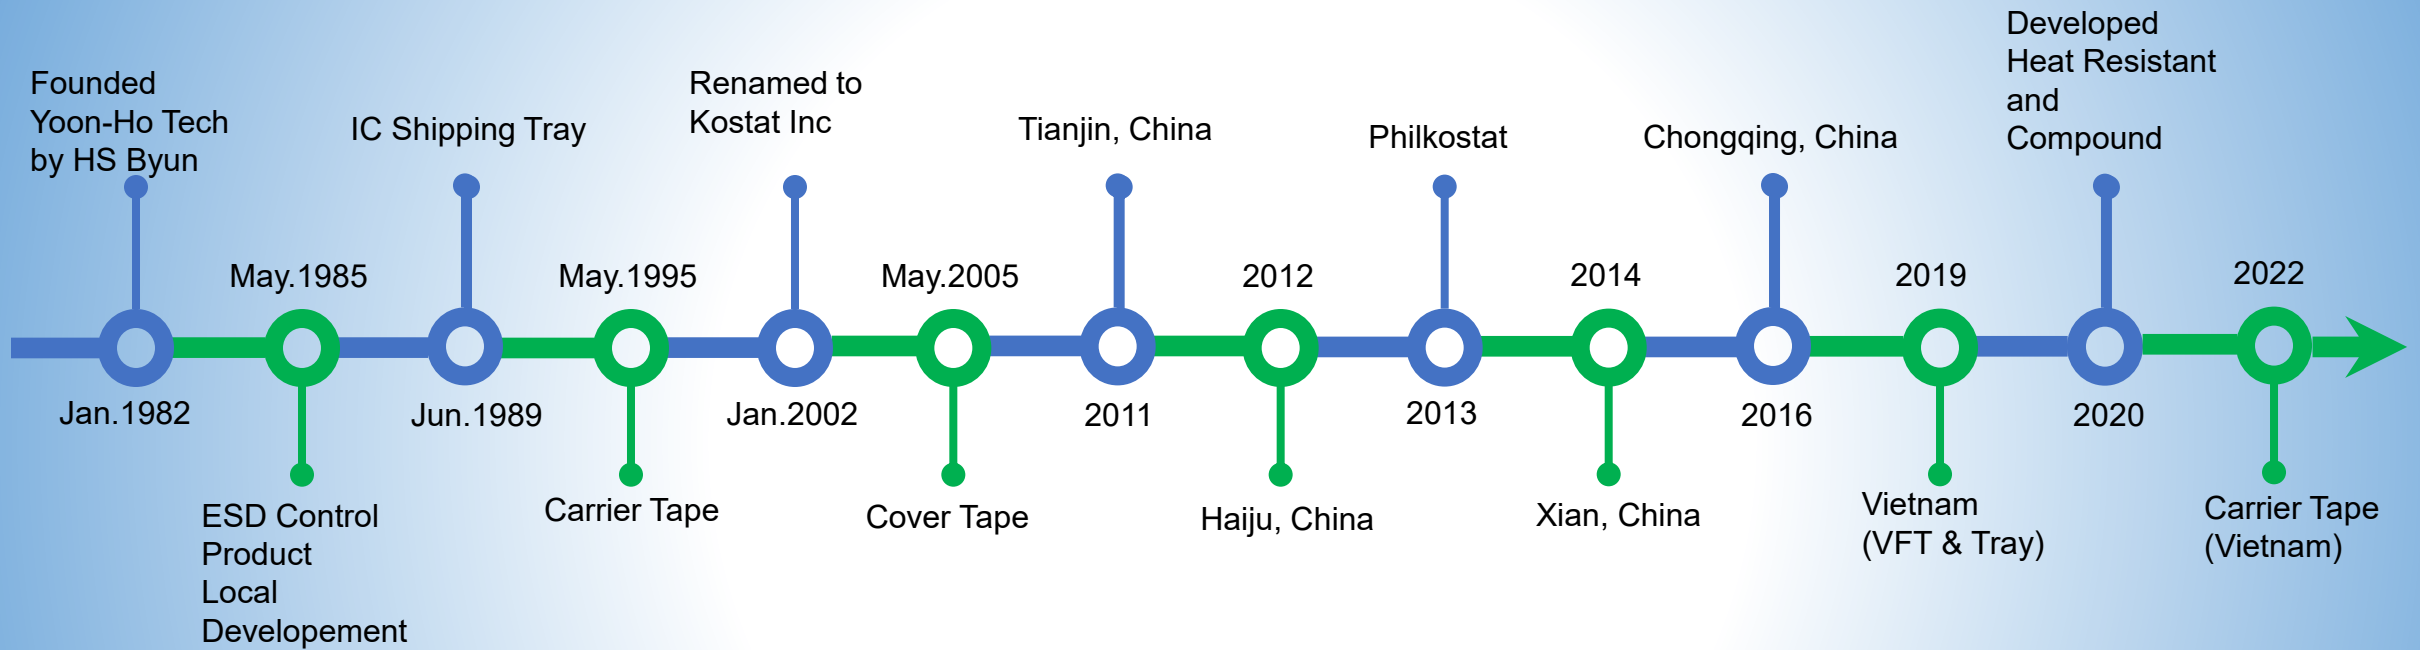 Founded
Yoon-Ho Tech
by HS Byun
Jan.1982
May.1985
ESD Control
Product
Local
Developement
IC Shipping Tray
Jun.1989
May.1995
Carrier Tape
Renamed to
Kostat Inc
Jan.2002
May.2005
Cover Tape
Tianjin, China
2011
2012
Haiju, China
Philkostat
2013
2014
Xian, China
Chongqing, China
2016
2019
Vietnam
(VFT & Tray)
Developed
Heat Resistant
and
Compound
2020
2022
Carrier Tape
(Vietnam)